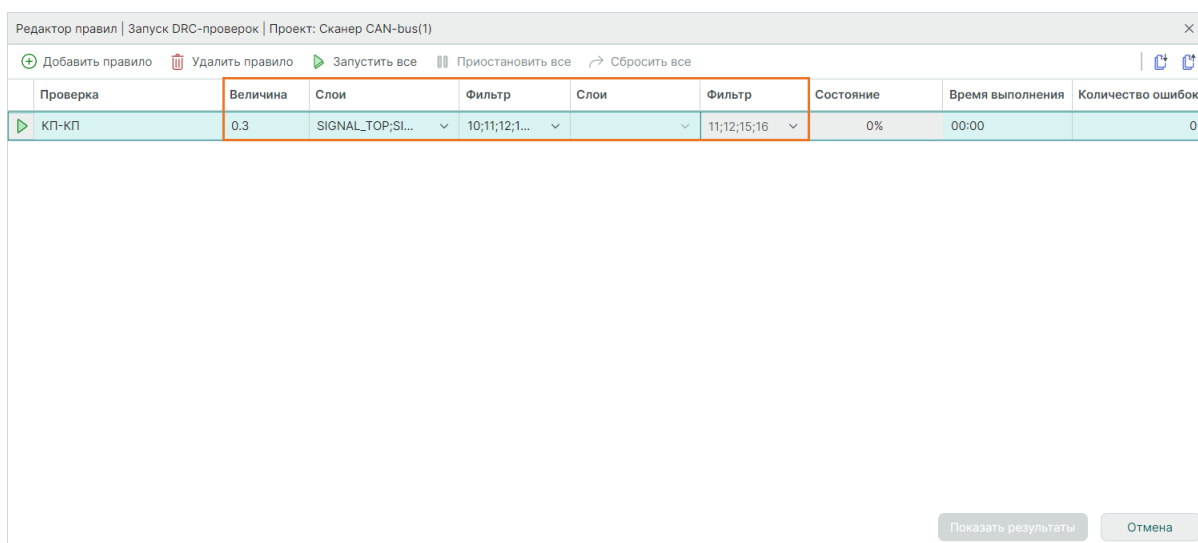 Редактор правил | Запуск DRC-проверок | Проект: Сканер CAN-bus(1)
Добавить правило Удалить правило Запустить все Приостановить все Сбросить все
Проверка Величина Слои Фильтр Слои Фильтр Состояние Время выполнения Количество ошибок
КП-КП 0.3 SIGNAL_TOP;SI... 10;11;12;1... 11;12;15;16 0% 00:00 0
Показать результаты Отмена